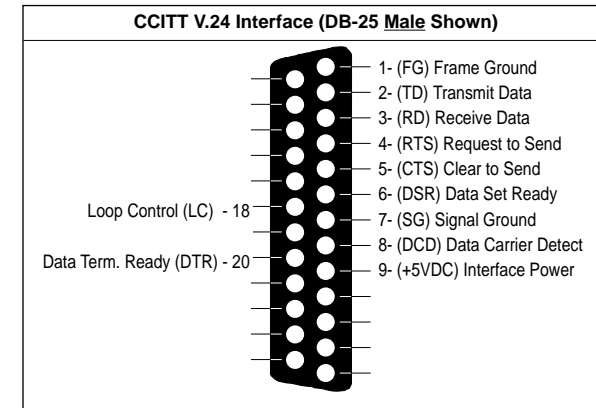 CCITT V.24 Interface (DB-25 Male Shown)
1- (FG) Frame Ground
2- (TD) Transmit Data
3- (RD) Receive Data
4- (RTS) Request to Send
5- (CTS) Clear to Send
6- (DSR) Data Set Ready
Loop Control (LC) - 18
7- (SG) Signal Ground
8- (DCD) Data Carrier Detect
Data Term. Ready (DTR) - 20
9- (+5VDC) Interface Power